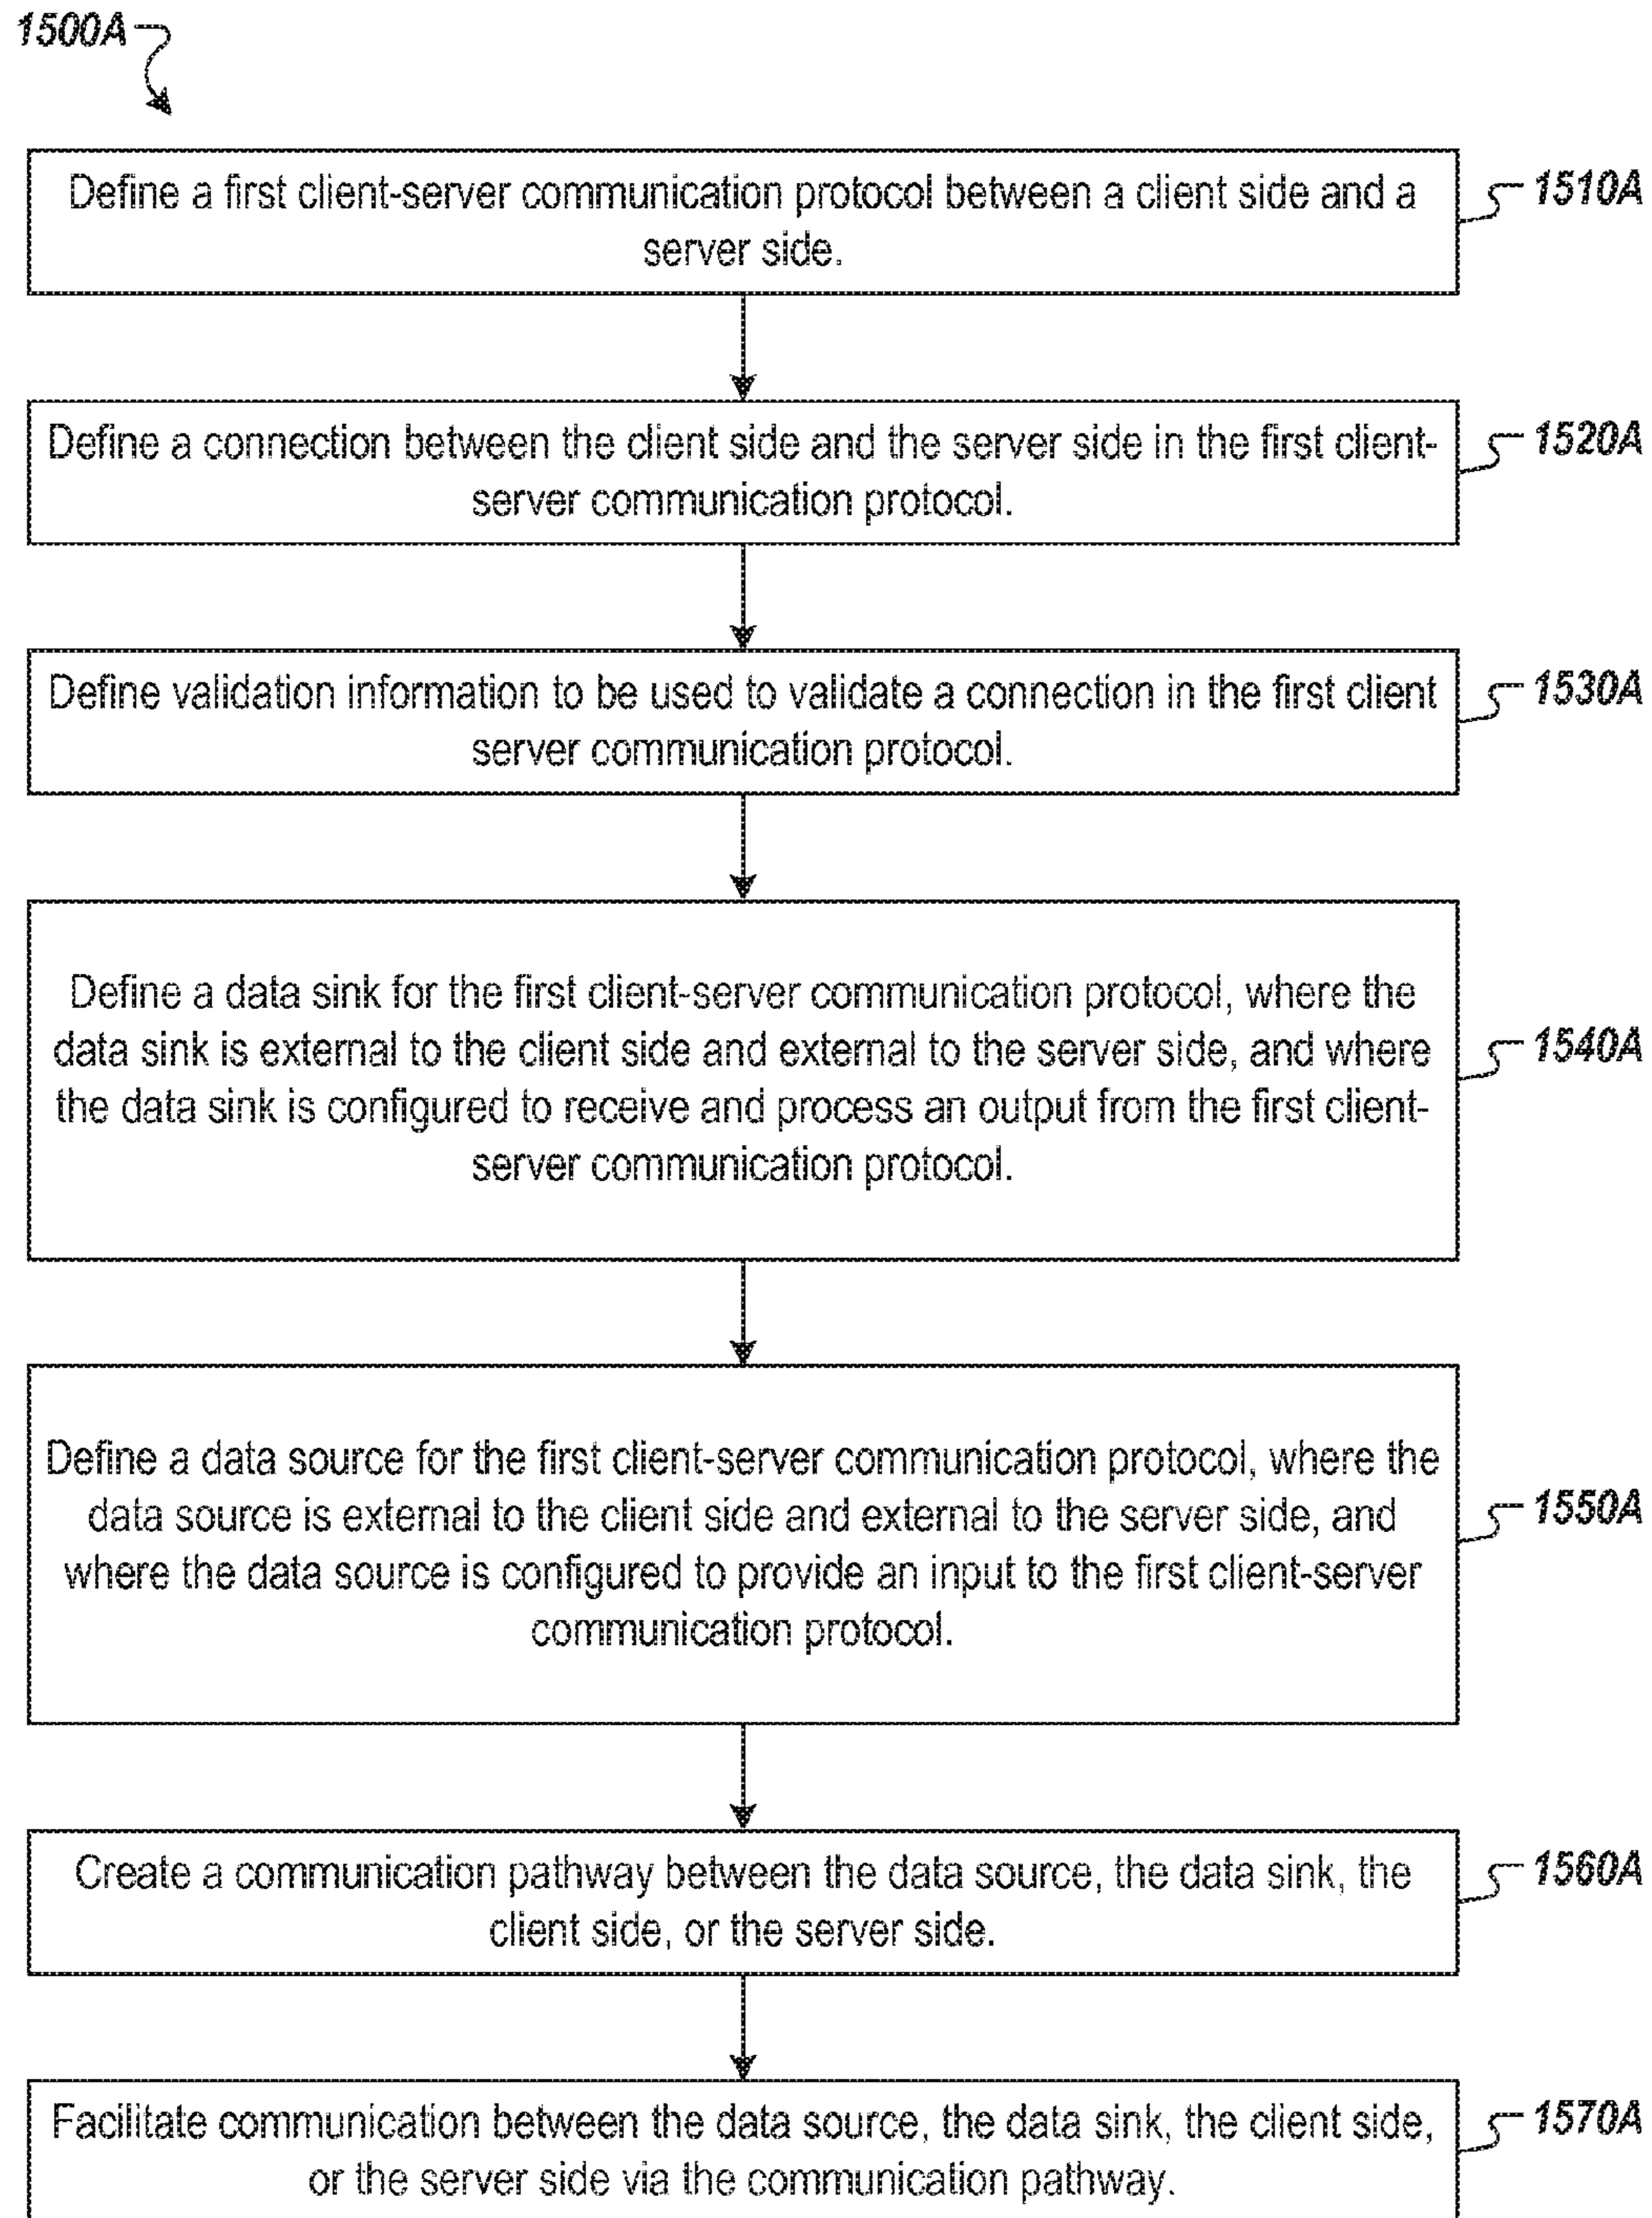 1500A
Define a first client-server communication protocol between a client side and a
server side.
1510A
Define a connection between the client side and the server side in the first client-
server communication protocol.
1520A
Define validation information to be used to validate a connection in the first client
server communication protocol.
1530A
Define a data sink for the first client-server communication protocol, where the
data sink is external to the client side and external to the server side, and where
the data sink is configured to receive and process an output from the first client-
server communication protocol.
1540A
Define a data source for the first client-server communication protocol, where the
data source is external to the client side and external to the server side, and
where the data source is configured to provide an input to the first client-server
communication protocol.
1550A
Create a communication pathway between the data source, the data sink, the
client side, or the server side.
1560A
Facilitate communication between the data source, the data sink, the client side,
or the server side via the communication pathway.
1570A